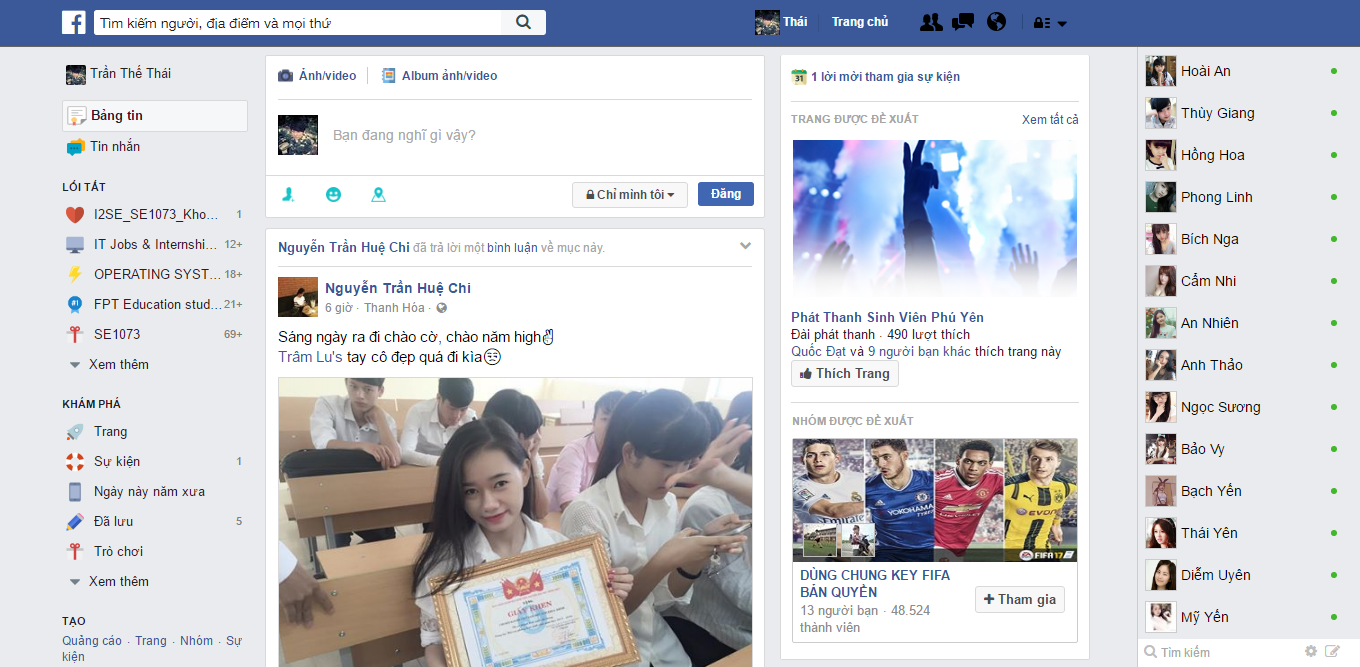 f
Tìm kiếm người, địa điểm và mọi thứ
Thái
Trang chủ
Trần Thế Thái
Bảng tin
Tin nhắn
LỐI TẮT
I2SE_SE1073_Kho... 1
IT Jobs & Internshi... 12+
OPERATING SYST... 18+
#1
FPT Education stud... 21+
SE1073 69+
Xem thêm
KHÁM PHÁ
Trang
Sự kiện 1
Ngày này năm xưa
Đã lưu 5
Trò chơi
Xem thêm
TẠO
Quảng cáo · Trang · Nhóm · Sự
kiện
Ảnh/video
Album ảnh/video
Bạn đang nghĩ gì vậy?
Chỉ mình tôi
Đăng
Nguyễn Trần Huệ Chi đã trả lời một bình luận về mục này.
Nguyễn Trần Huệ Chi
6 giờ · Thanh Hóa ·
Sáng ngày ra đi chào cờ, chào năm high✌
Trâm Lu's tay cô đẹp quá đi kìa😒
GIẤY KHEN
31
1 lời mời tham gia sự kiện
TRANG ĐƯỢC ĐỀ XUẤT
Xem tất cả
Phát Thanh Sinh Viên Phú Yên
Đài phát thanh · 490 lượt thích
Quốc Đạt và 9 người bạn khác thích trang này
Thích Trang
NHÓM ĐƯỢC ĐỀ XUẤT
YOKOHAMA
EVON
FIFA 17
DÙNG CHUNG KEY FIFA
BẢN QUYỀN
13 người bạn · 48.524
thành viên
Tham gia
Hoài An
Thùy Giang
Hồng Hoa
Phong Linh
Bích Nga
Cẩm Nhi
An Nhiên
Anh Thảo
Ngọc Sương
Bảo Vy
Bạch Yến
Thái Yên
Diễm Uyên
Mỹ Yến
Tìm kiếm